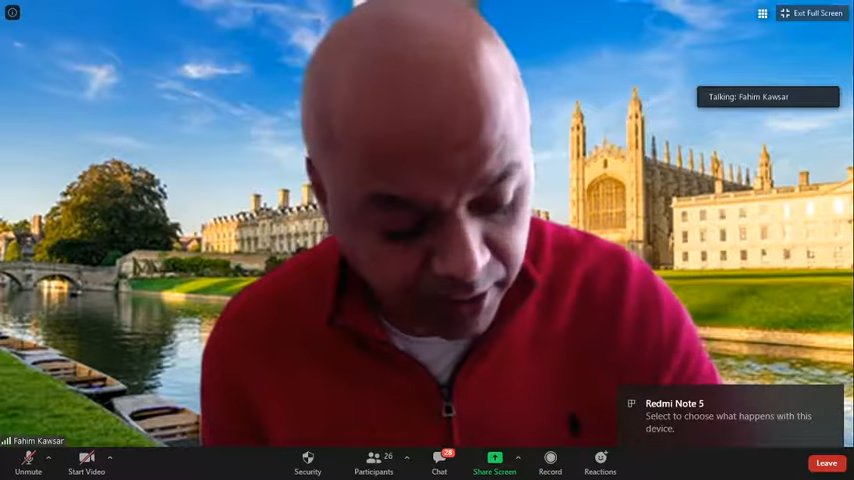 Exit Full Screen
Talking: Fahim Kawsar
Redmi Note 5
Select to choose what happens with this
device.
Fahim Kawsar
Unmute
Start Video
Security
Participants
26
Chat
28
Share Screen
Record
Reactions
Leave